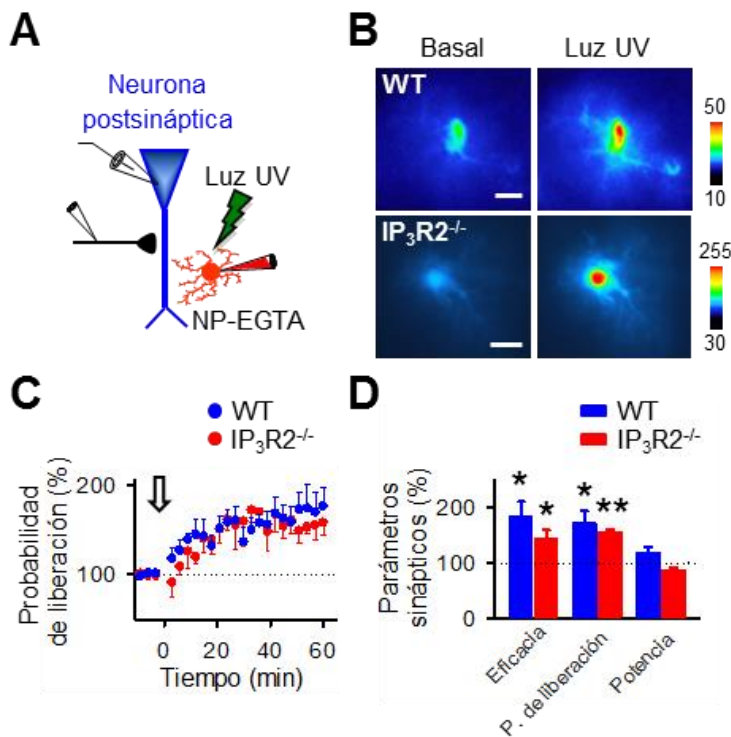 A
Neurona
postsináptica
Luz UV
NP-EGTA
B
Basal
Luz UV
WT
50
10
IP₃R2⁻/⁻
255
30
C
WT
IP₃R2⁻/⁻
Probabilidad
de liberación (%)
200
100
0
20
40
60
Tiempo (min)
D
WT
IP₃R2⁻/⁻
Parámetros
sinápticos (%)
200
100
0
*
*
*
**
Eficacia
P. de liberación
Potencia